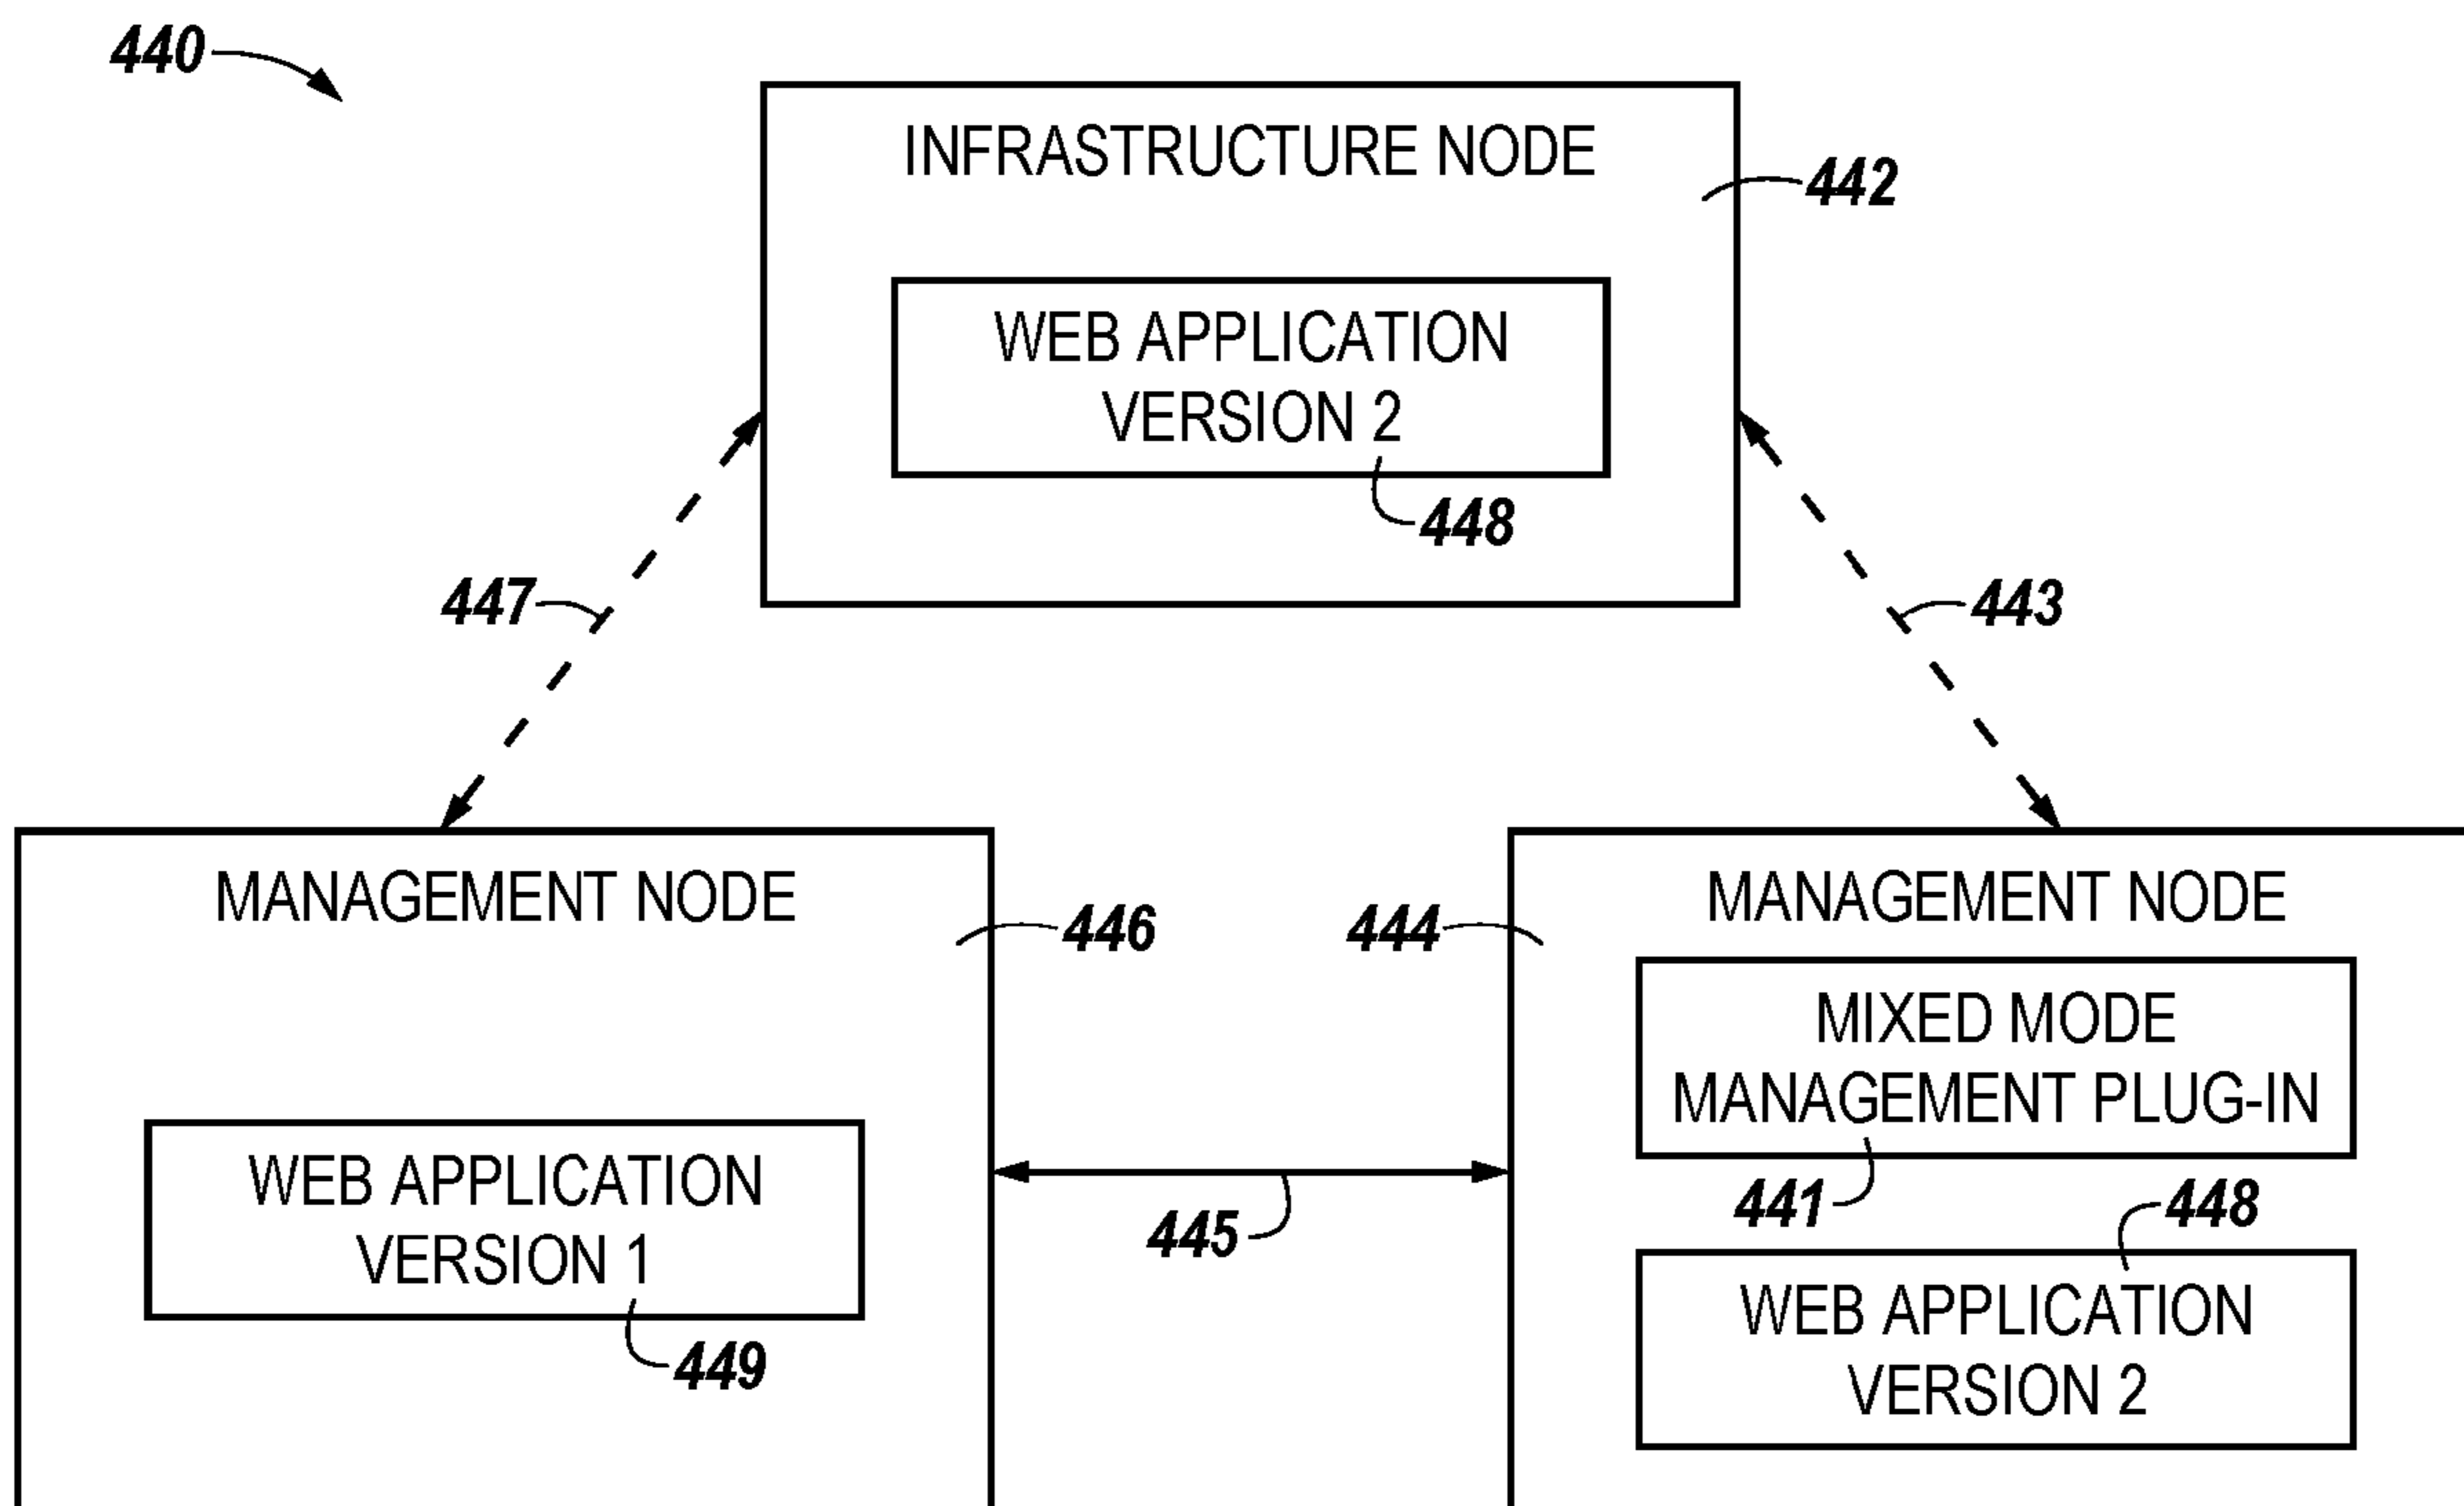 440
INFRASTRUCTURE NODE
442
WEB APPLICATION
VERSION 2
448
447
443
MANAGEMENT NODE
446
WEB APPLICATION
VERSION 1
449
445
444
MANAGEMENT NODE
MIXED MODE
MANAGEMENT PLUG-IN
441
448
WEB APPLICATION
VERSION 2